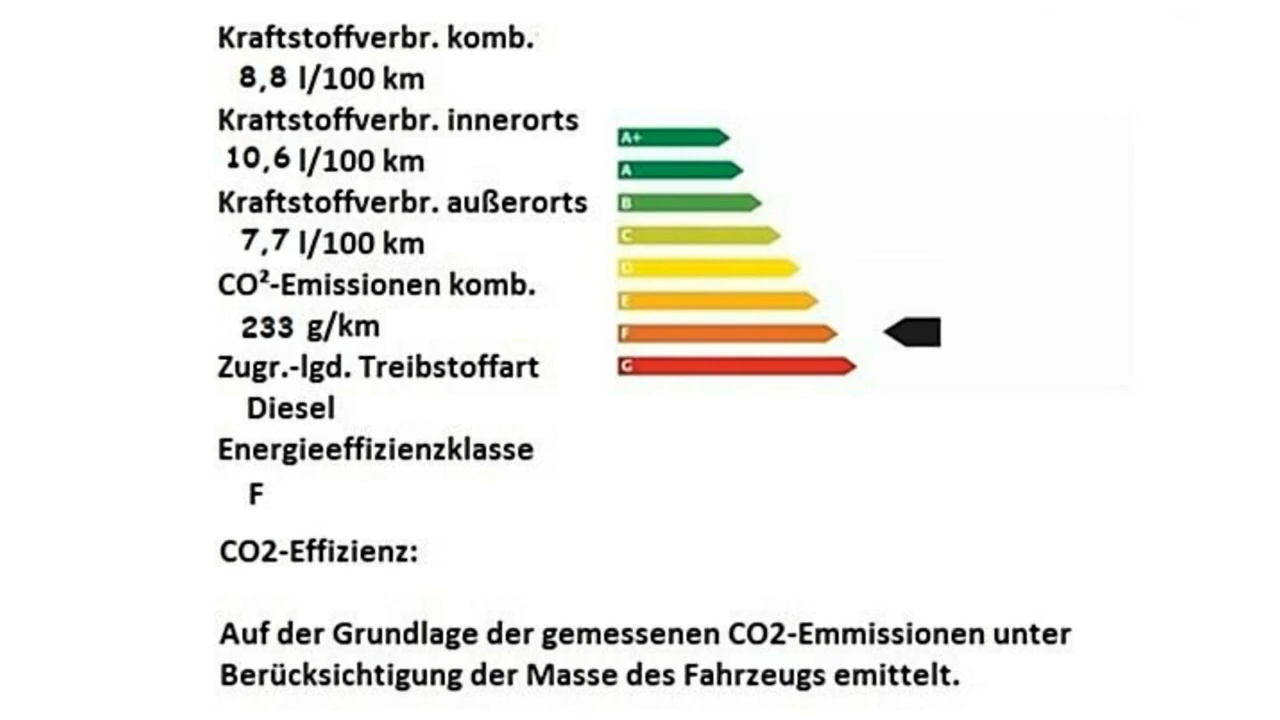 Kraftstoffverbr. komb.
8,8 l/100 km
Krattstoffverbr. innerorts
10,6 l/100 km
Kraftstoffverbr. außerorts
7,7 l/100 km
CO²-Emissionen komb.
233 g/km
Zugr.-lgd. Treibstoffart
Diesel
Energieeffizienzklasse
F
A+
A
B
C
D
E
F
G
CO2-Effizienz:
Auf der Grundlage der gemessenen CO2-Emmissionen unter
Berücksichtigung der Masse des Fahrzeugs emittelt.